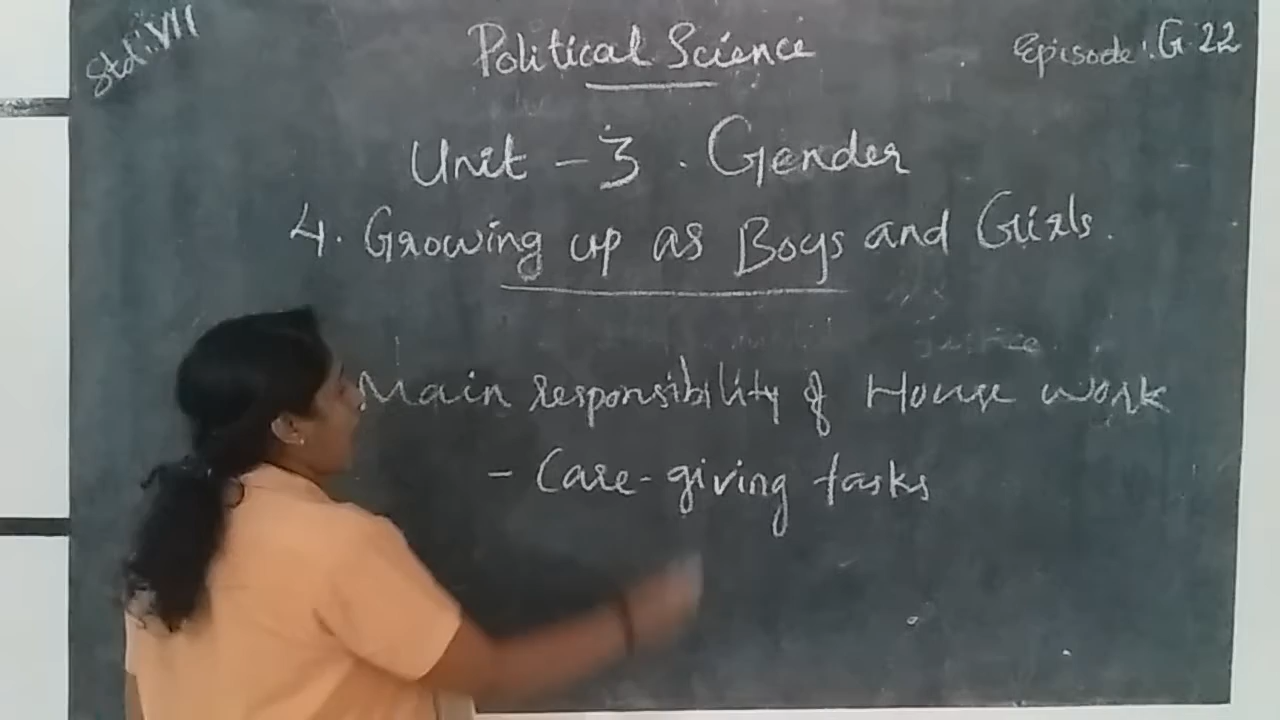 Std: VII
Political Science
Episode: G 22
Unit - 3. Gender
4. Growing up as Boys and Girls.
Main responsibility of House work
- Care-giving tasks